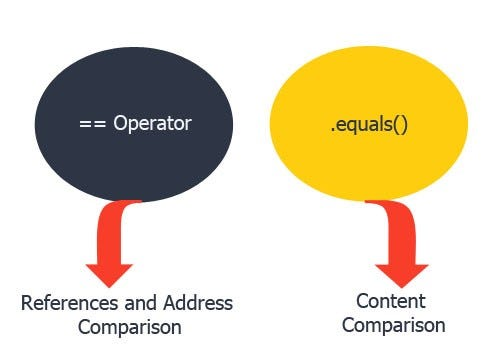 == Operator
.equals()
References and Address
Comparison
Content
Comparison